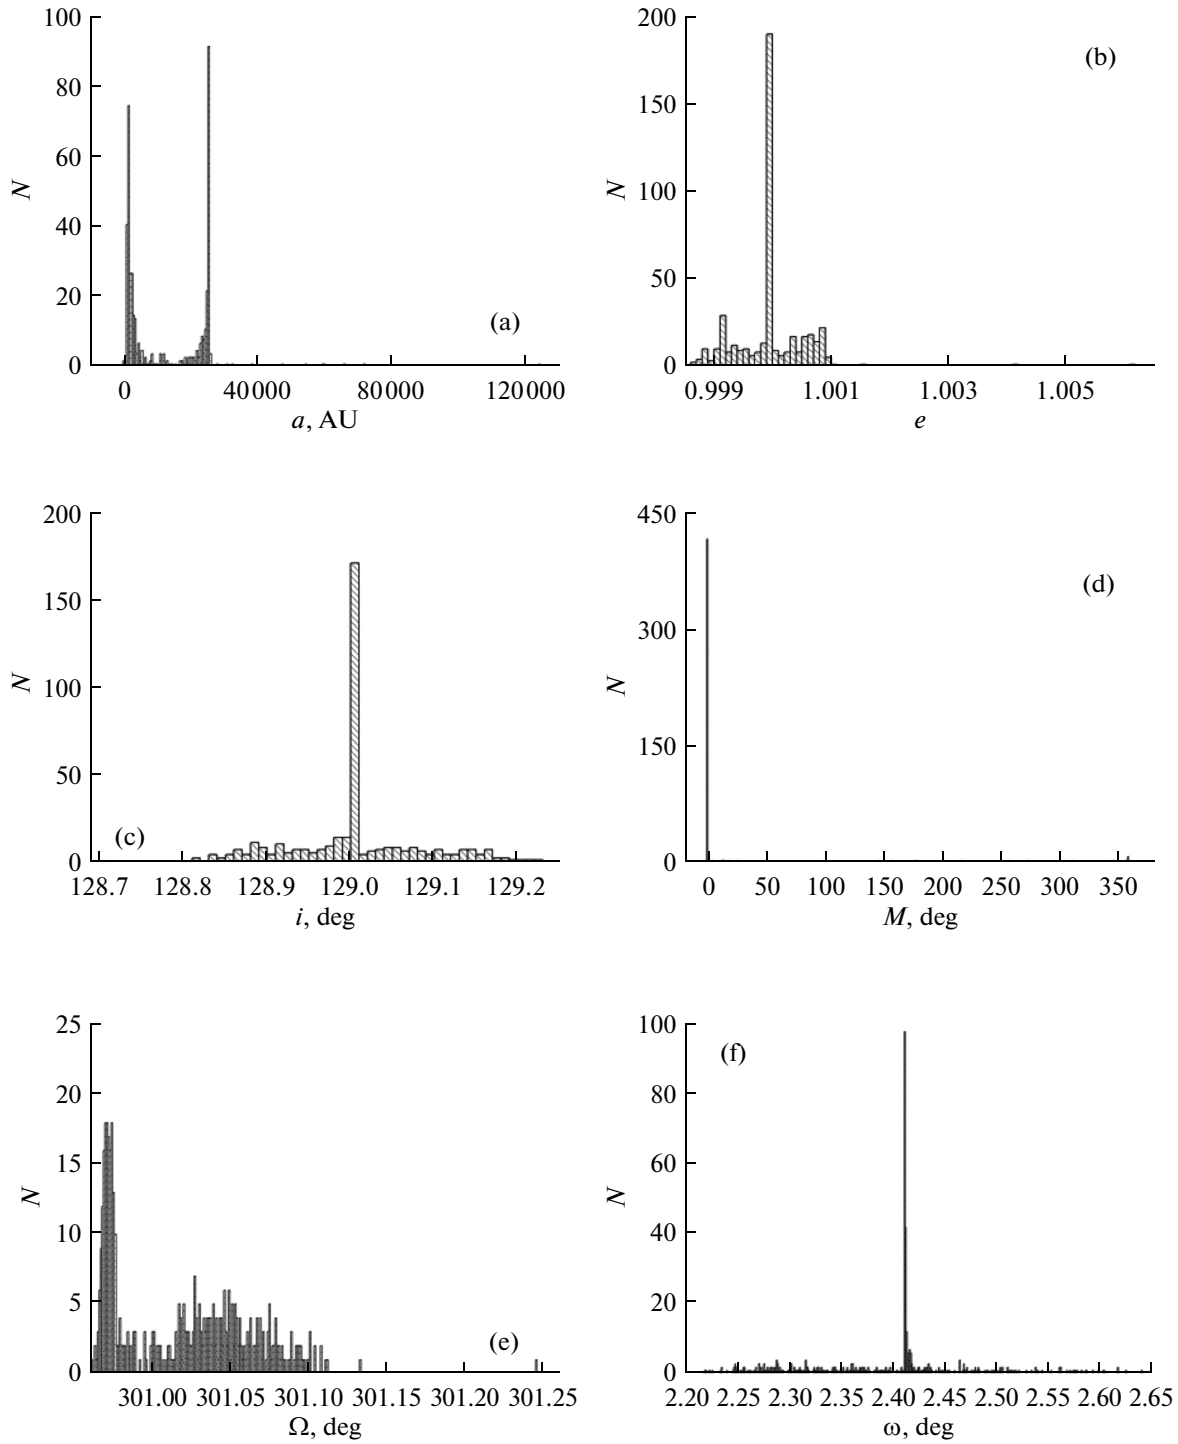 100
80
60
40
20
0
N
(a)
0 40000 80000 120000
a, AU
200
150
100
50
0
N
(b)
0.999 1.001 1.003 1.005
e
200
150
100
50
0
N
(c)
128.7 128.8 128.9 129.0 129.1 129.2
i, deg
450
300
150
0
N
(d)
0 50 100 150 200 250 300 350
M, deg
25
20
15
10
5
0
N
(e)
301.00 301.05 301.10 301.15 301.20 301.25
Ω, deg
100
80
60
40
20
0
N
(f)
2.20 2.25 2.30 2.35 2.40 2.45 2.50 2.55 2.60 2.65
ω, deg